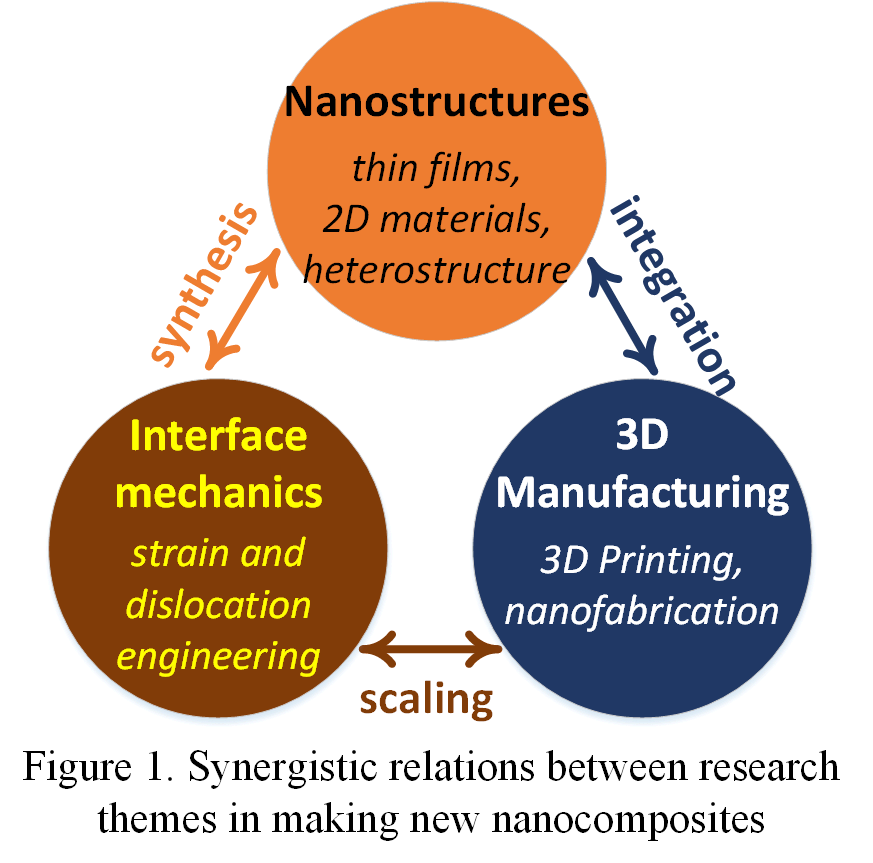 Nanostructures
thin films,
2D materials,
heterostructure
synthesis
integration
Interface
mechanics
strain and
dislocation
engineering
3D
Manufacturing
3D Printing,
nanofabrication
scaling
Figure 1. Synergistic relations between research
themes in making new nanocomposites